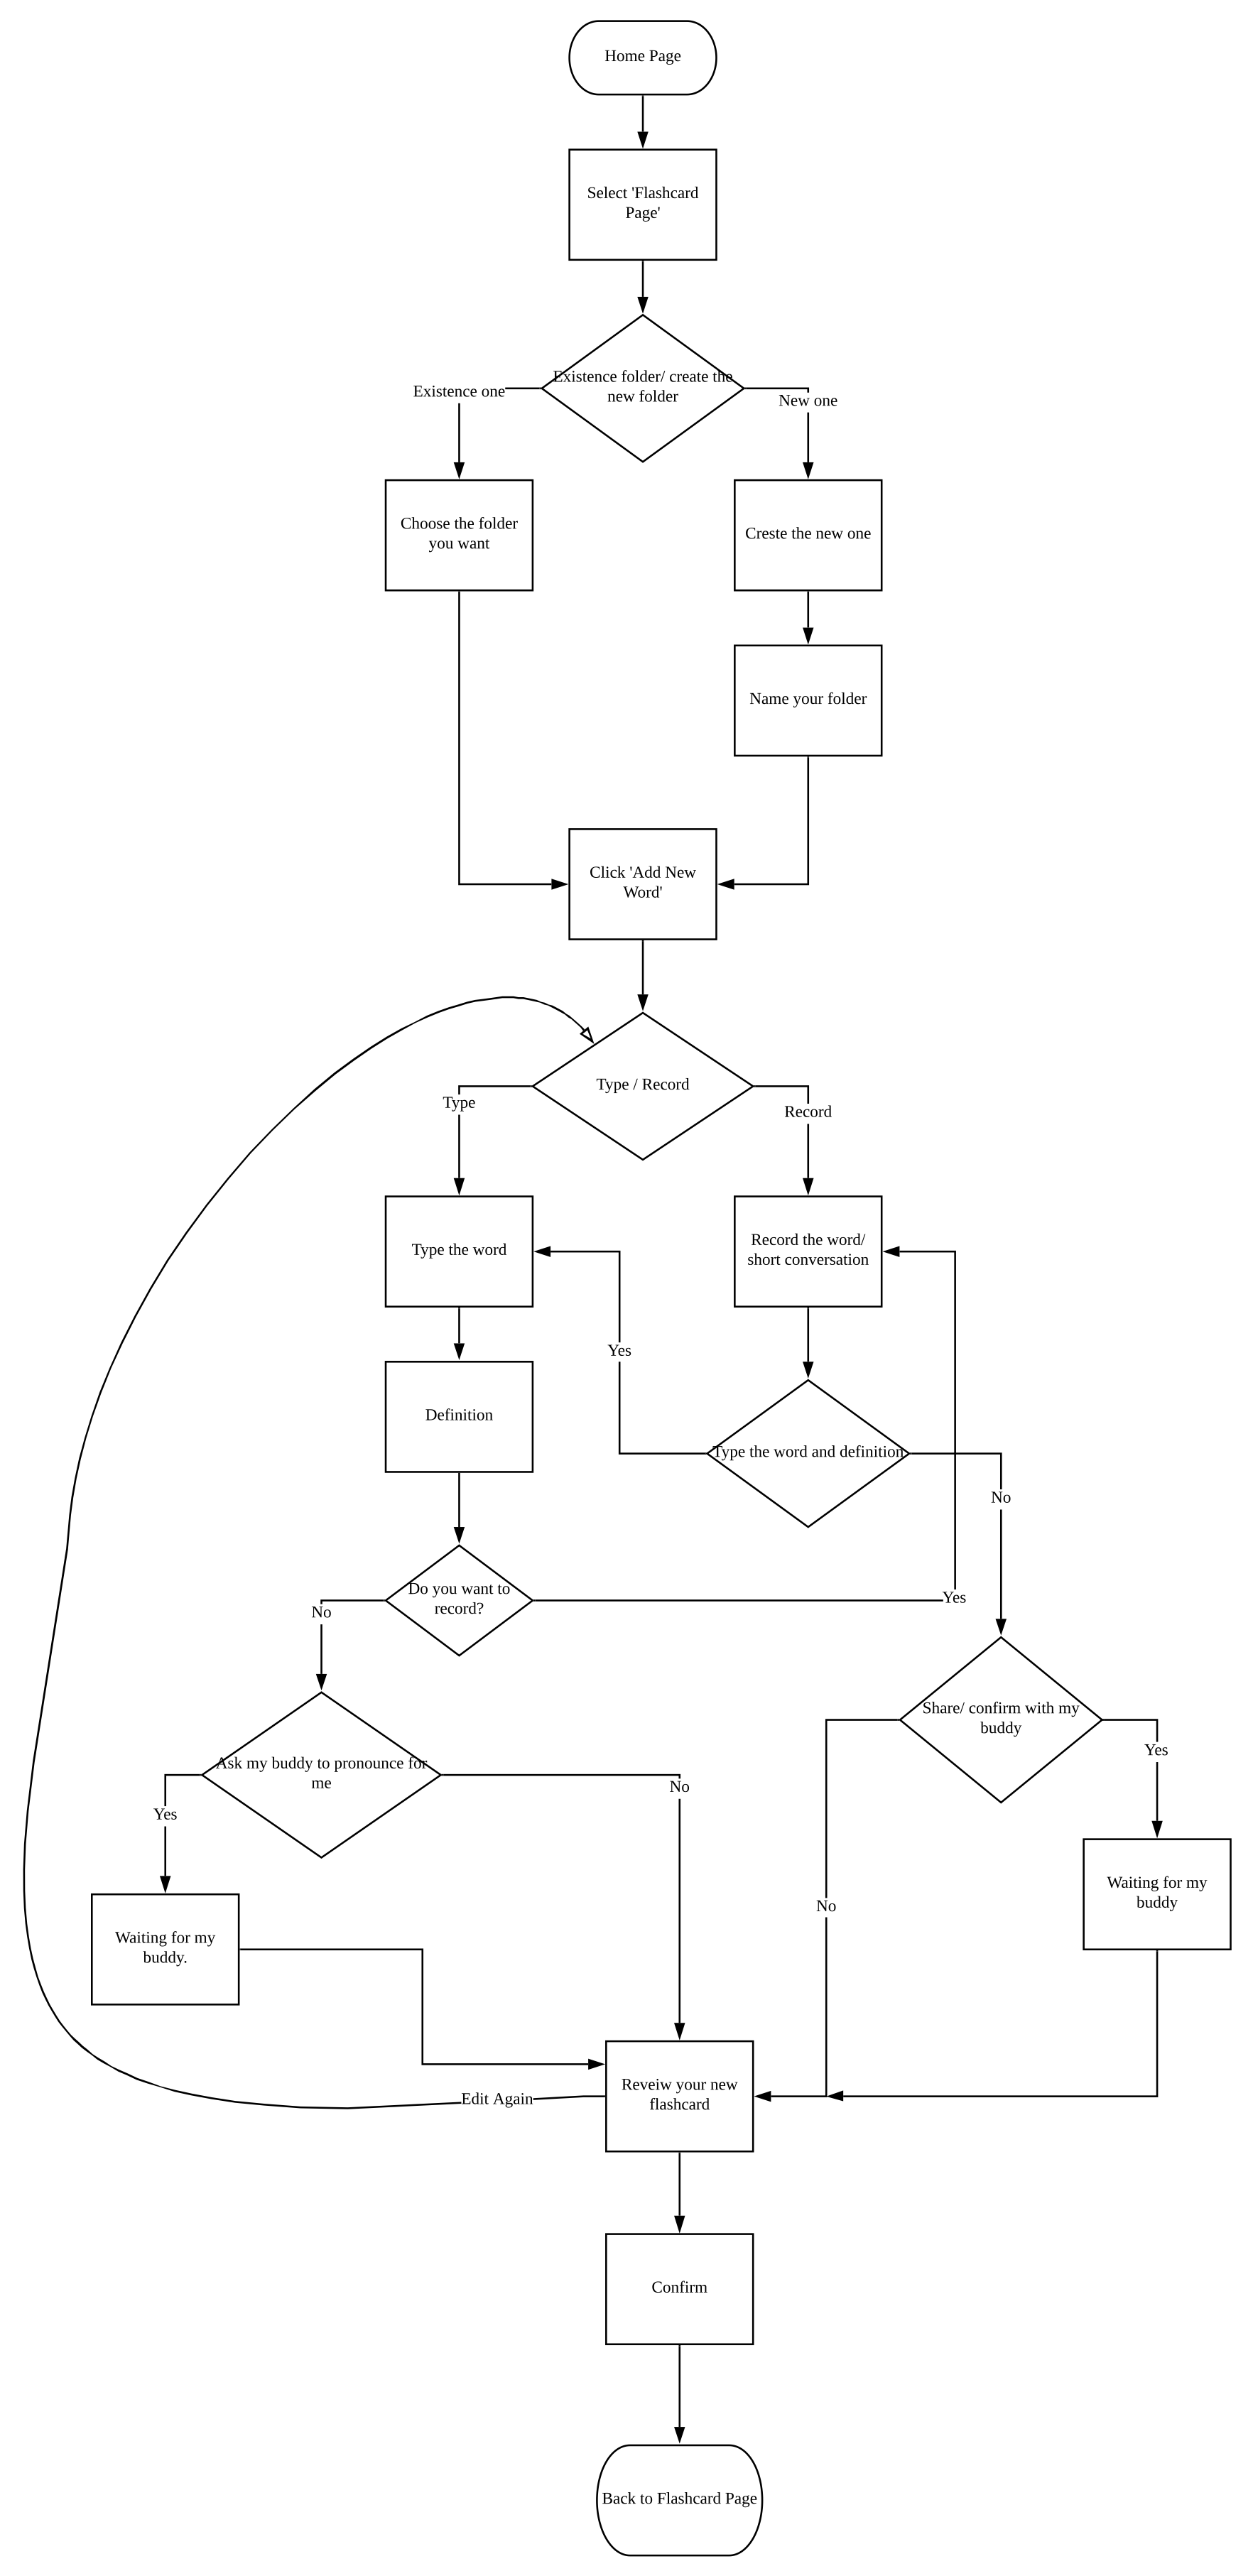 Home Page
Select 'Flashcard
Page'
Existence folder/ create the
new folder
Existence one
New one
Choose the folder
you want
Creste the new one
Name your folder
Click 'Add New
Word'
Type / Record
Type
Record
Type the word
Record the word/
short conversation
Yes
Definition
Type the word and definition
No
Do you want to
record?
Yes
No
Share/ confirm with my
buddy
Ask my buddy to pronounce for
me
Yes
No
Yes
Waiting for my
buddy
No
Waiting for my
buddy.
Reveiw your new
flashcard
Edit Again
Confirm
Back to Flashcard Page